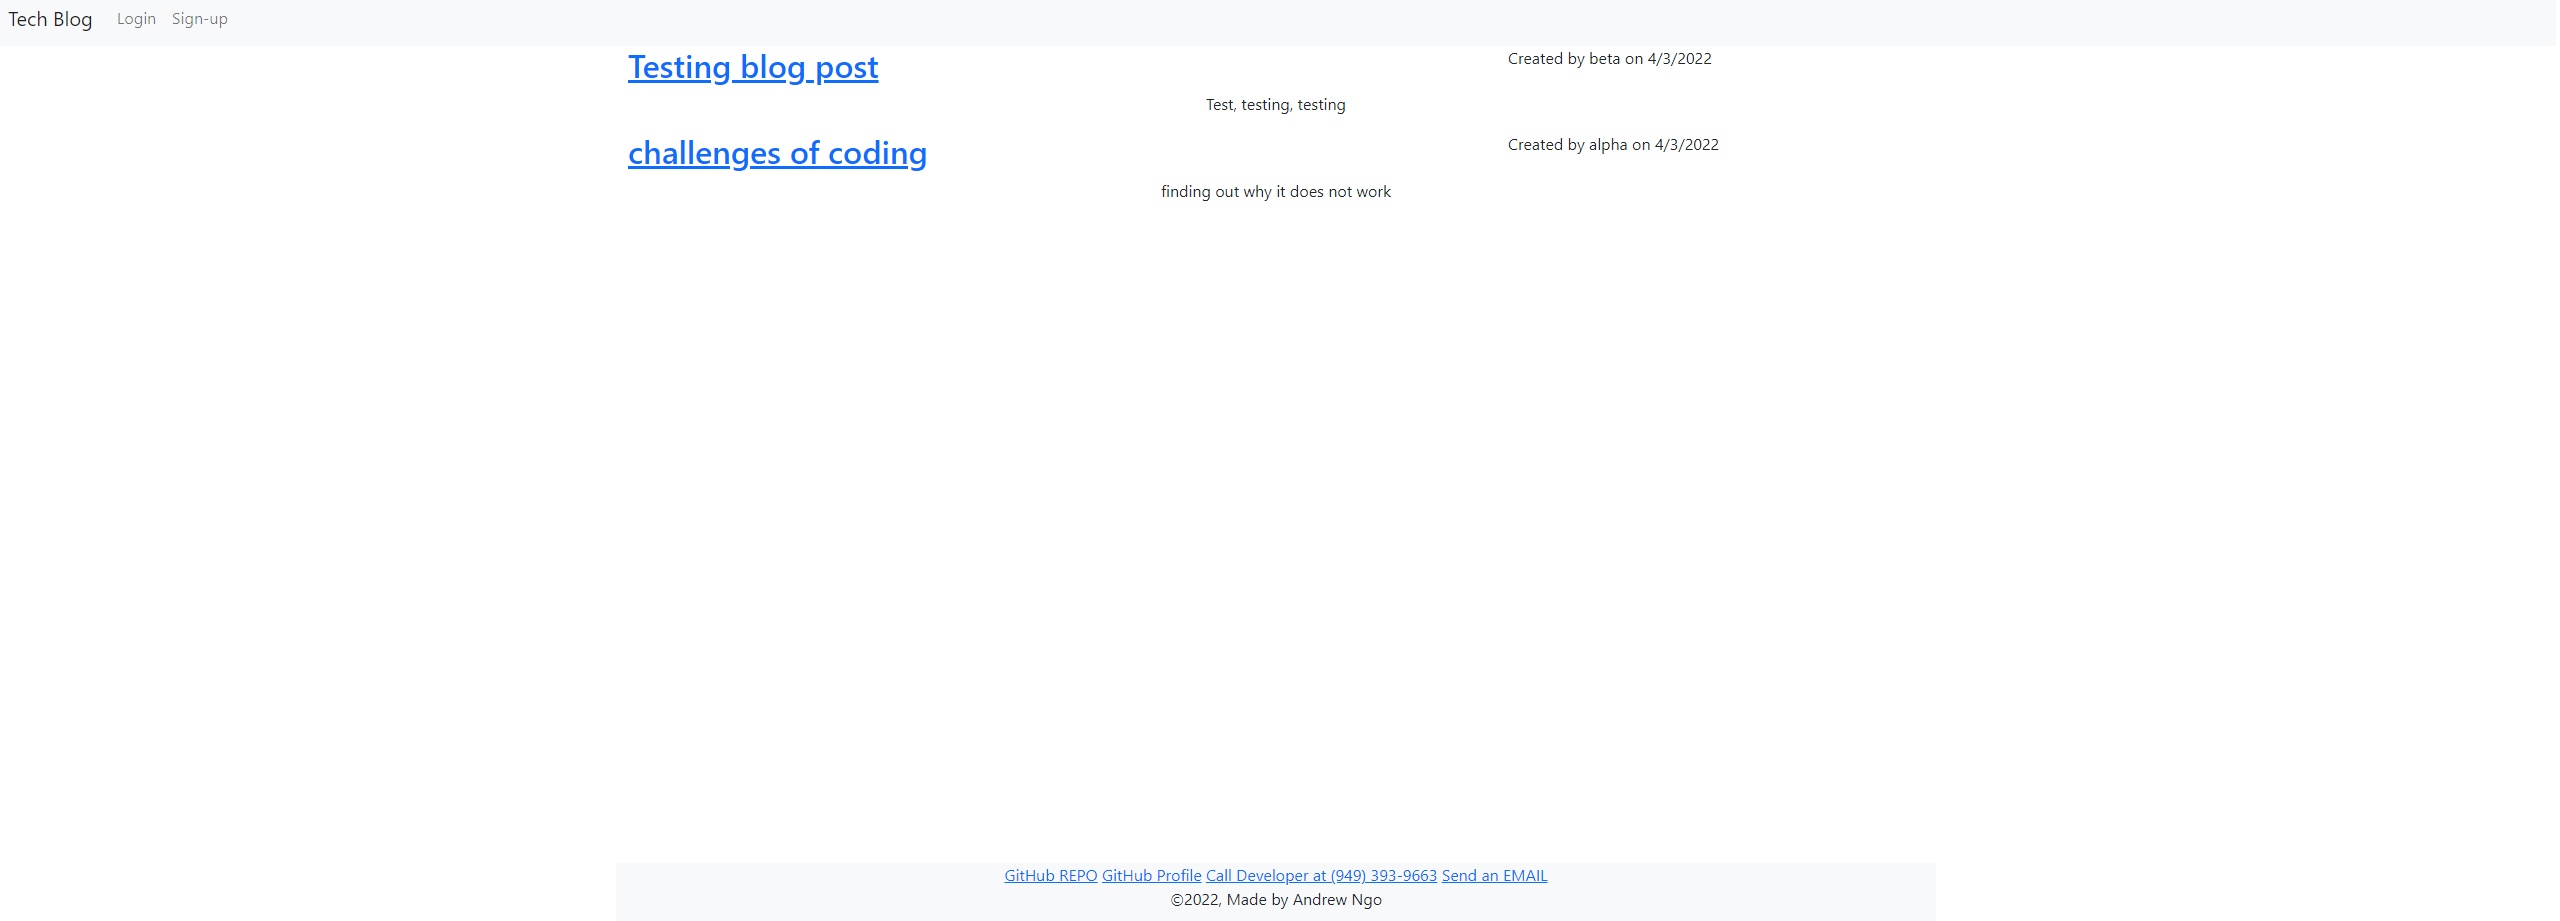 Tech Blog Login Sign-up
Testing blog post Created by beta on 4/3/2022
Test, testing, testing
challenges of coding Created by alpha on 4/3/2022
finding out why it does not work
GitHub REPO GitHub Profile Call Developer at (949) 393-9663 Send an EMAIL
©2022, Made by Andrew Ngo